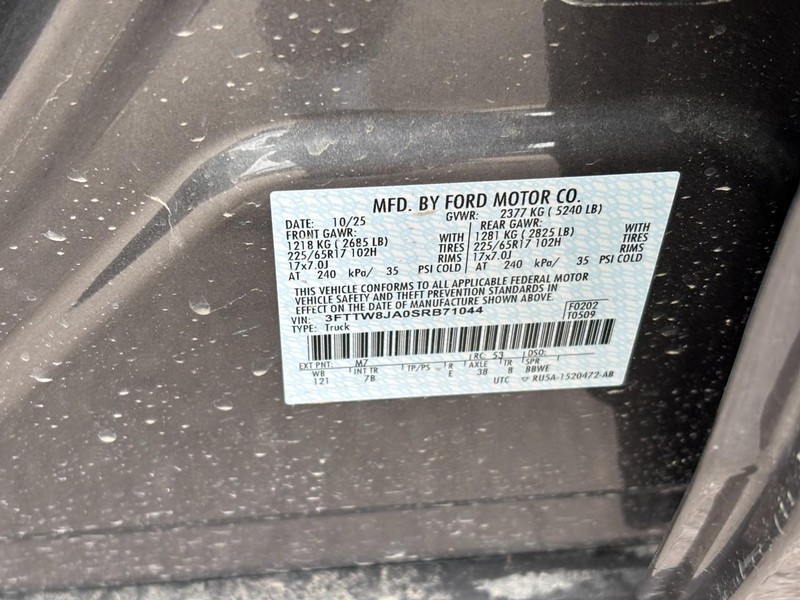 MFD. BY FORD MOTOR CO.
DATE: 10/25 GVWR: 2377 KG ( 5240 LB)
FRONT GAWR: REAR GAWR:
1218 KG ( 2685 LB) WITH 1281 KG ( 2825 LB) WITH
225/65R17 102H TIRES 225/65R17 102H TIRES
17x7.0J RIMS 17x7.0J RIMS
AT 240 kPa/ 35 PSI COLD AT 240 kPa/ 35 PSI COLD
THIS VEHICLE CONFORMS TO ALL APPLICABLE FEDERAL MOTOR
VEHICLE SAFETY AND THEFT PREVENTION STANDARDS IN
EFFECT ON THE DATE OF MANUFACTURE SHOWN ABOVE.
VIN: 3FTTW8JA0SRB71044 F0202
TYPE: Truck T0509
EXT PNT: M7 RC: 53 DSO:
WB INT TR TP/PS R AXLE TR SPR
121 7B E 38 8 BBWE
UTC RU5A-1520472-AB